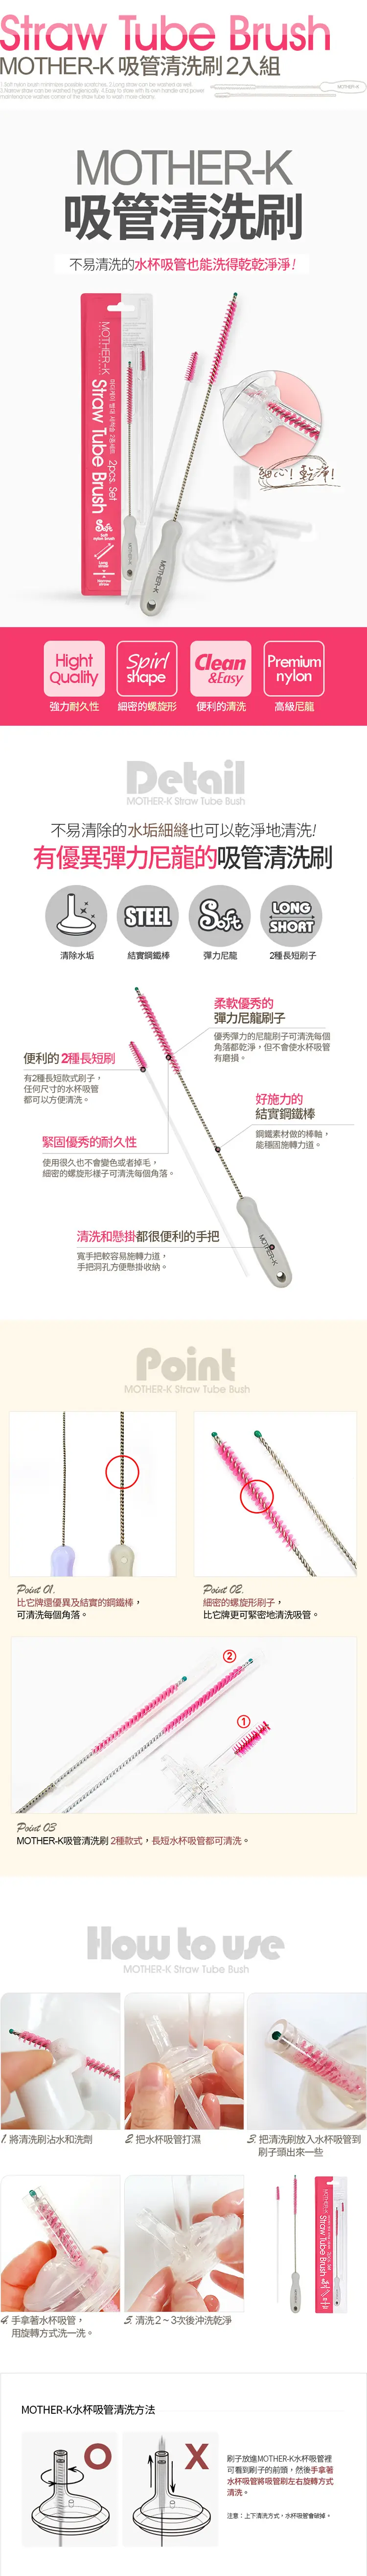 Straw Tube Brush
MOTHER-K 吸管清洗刷 2入組
MOTHER-K
MOTHER-K
吸管清洗刷
不易清洗的水杯吸管也能洗得乾乾淨淨!
MOTHER-K
Straw Tube Brush
2pcs Set
Soft
MOTHER-K
MOTHER-K
細心! 乾淨!
Hight
Quality
強力耐久性
Spirl
shape
細密的螺旋形
Clean
&Easy
便利的清洗
Premium
nylon
高級尼龍
Detail
MOTHER-K Straw Tube Bush
不易清除的水垢細縫也可以乾淨地清洗!
有優異彈力尼龍的吸管清洗刷
清除水垢
STEEL
結實鋼鐵棒
Soft
彈力尼龍
LONG
SHORT
2種長短刷子
柔軟優秀的
彈力尼龍刷子
優秀彈力的尼龍刷子可清洗每個
角落都乾淨，但不會使水杯吸管
有磨損。
便利的 2種長短刷
有2種長短款式刷子，
任何尺寸的水杯吸管
都可以方便清洗。
好施力的
結實鋼鐵棒
鋼鐵素材做的棒軸，
能穩固施轉力道。
緊固優秀的耐久性
使用很久也不會變色或者掉毛，
細密的螺旋形樣子可清洗每個角落。
清洗和懸掛都很便利的手把
寬手把較容易施轉力道，
手把洞孔方便懸掛收納。
MOTHER-K
Point
MOTHER-K Straw Tube Bush
Point 01.
比它牌還優異及結實的鋼鐵棒，
可清洗每個角落。
Point 02.
細密的螺旋形刷子，
比它牌更可緊密地清洗吸管。
②
①
Point 03
MOTHER-K吸管清洗刷 2種款式，長短水杯吸管都可清洗。
How to use
MOTHER-K Straw Tube Bush
1. 將清洗刷沾水和洗劑
2. 把水杯吸管打濕
3. 把清洗刷放入水杯吸管到
刷子頭出來一些
4. 手拿著水杯吸管，
用旋轉方式洗一洗。
5. 清洗2～3次後沖洗乾淨
Straw Tube Brush
MOTHER-K水杯吸管清洗方法
O
X
刷子放進MOTHER-K水杯吸管裡
可看到刷子的前頭，然後手拿著
水杯吸管將吸管刷左右旋轉方式
清洗。
注意：上下清洗方式，水杯吸管會破掉。